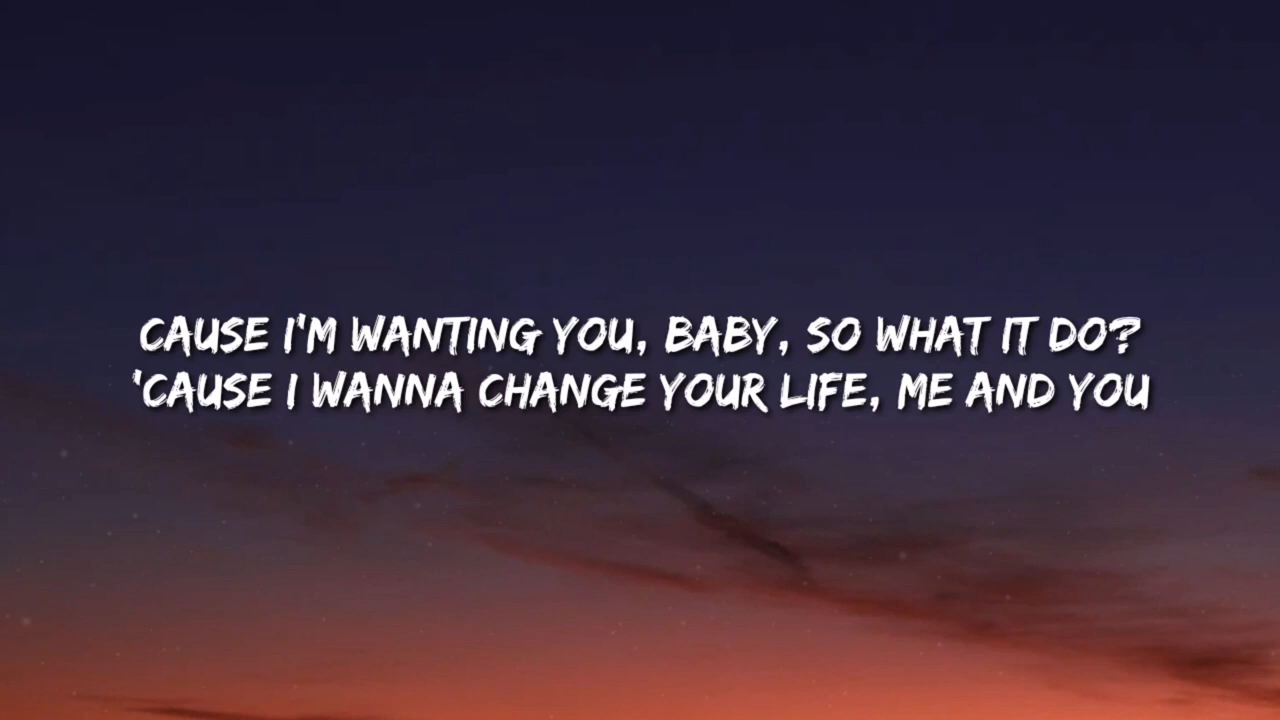 CAUSE I'M WANTING YOU, BABY, SO WHAT IT DO?
'CAUSE I WANNA CHANGE YOUR LIFE, ME AND YOU